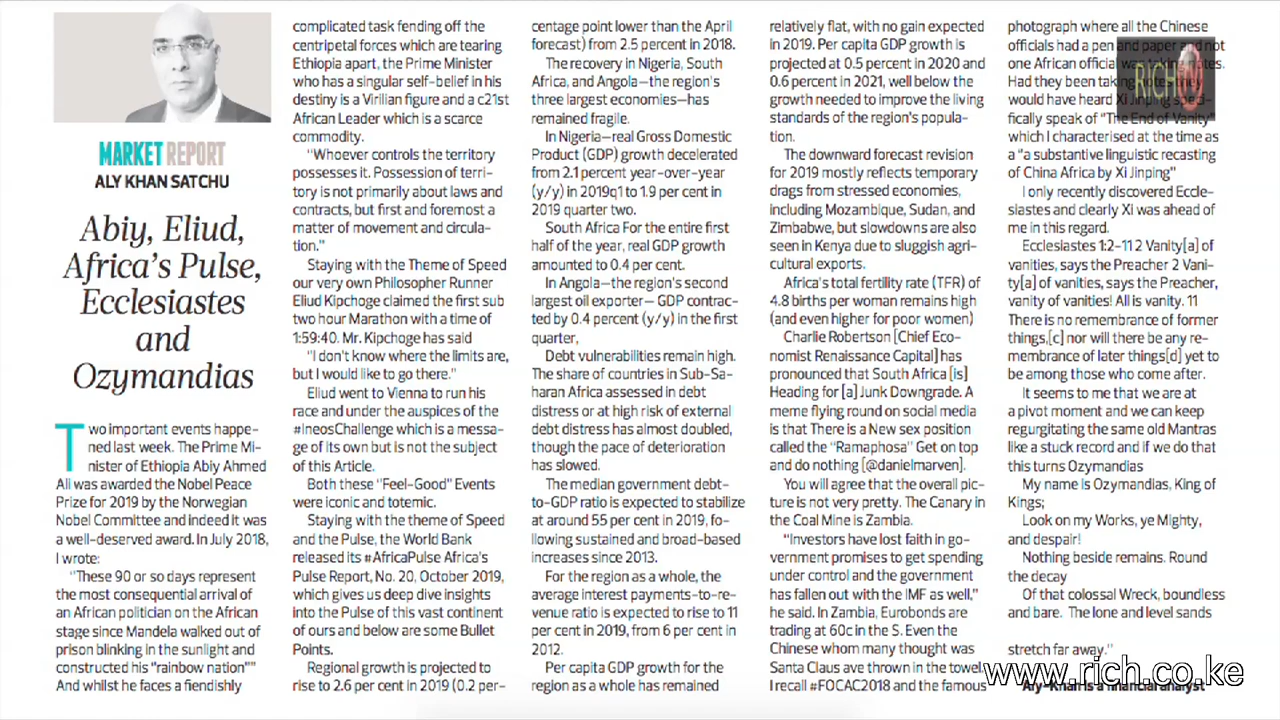 MARKET REPORT
ALY KHAN SATCHU
Abiy, Eliud,
Africa's Pulse,
Ecclesiastes
and
Ozymandias
Two important events happe-
ned last week. The Prime Mi-
nister of Ethiopia Abiy Ahmed
Ali was awarded the Nobel Peace
Prize for 2019 by the Norwegian
Nobel Committee and indeed it was
a well-deserved award. In July 2018,
I wrote:
"These 90 or so days represent
the most consequential arrival of
an African politician on the African
stage since Mandela walked out of
prison blinking in the sunlight and
constructed his "rainbow nation""
And whilst he faces a fiendishly
complicated task fending off the
centripetal forces which are tearing
Ethiopia apart, the Prime Minister
who has a singular self-belief in his
destiny is a Virilian figure and a c21st
African Leader which is a scarce
commodity.
"Whoever controls the territory
possesses it. Possession of terri-
tory is not primarily about laws and
contracts, but first and foremost a
matter of movement and circula-
tion."
Staying with the Theme of Speed
our very own Philosopher Runner
Eliud Kipchoge claimed the first sub
two hour Marathon with a time of
1:59:40. Mr. Kipchoge has said
"I don't know where the limits are,
but I would like to go there."
Eliud went to Vienna to run his
race and under the auspices of the
#IneosChallenge which is a messa-
ge of its own but is not the subject
of this Article.
Both these "Feel-Good" Events
were iconic and totemic.
Staying with the theme of Speed
and the Pulse, the World Bank
released its #AfricaPulse Africa's
Pulse Report, No. 20, October 2019,
which gives us deep dive insights
into the Pulse of this vast continent
of ours and below are some Bullet
Points.
Regional growth is projected to
rise to 2.6 per cent in 2019 (0.2 per-
centage point lower than the April
forecast) from 2.5 percent in 2018.
The recovery in Nigeria, South
Africa, and Angola—the region's
three largest economies—has
remained fragile.
In Nigeria—real Gross Domestic
Product (GDP) growth decelerated
from 2.1 percent year-over-year
(y/y) in 2019q1 to 1.9 per cent in
2019 quarter two.
South Africa For the entire first
half of the year, real GDP growth
amounted to 0.4 per cent.
In Angola—the region's second
largest oil exporter— GDP contrac-
ted by 0.4 percent (y/y) in the first
quarter,
Debt vulnerabilities remain high.
The share of countries in Sub-Sa-
haran Africa assessed in debt
distress or at high risk of external
debt distress has almost doubled,
though the pace of deterioration
has slowed.
The median government debt-
to-GDP ratio is expected to stabilize
at around 55 per cent in 2019, fo-
llowing sustained and broad-based
increases since 2013.
For the region as a whole, the
average interest payments-to-re-
venue ratio is expected to rise to 11
per cent in 2019, from 6 per cent in
2012.
Per capita GDP growth for the
region as a whole has remained
relatively flat, with no gain expected
in 2019. Per capita GDP growth is
projected at 0.5 percent in 2020 and
0.6 percent in 2021, well below the
growth needed to improve the living
standards of the region's popula-
tion.
The downward forecast revision
for 2019 mostly reflects temporary
drags from stressed economies,
including Mozambique, Sudan, and
Zimbabwe, but slowdowns are also
seen in Kenya due to sluggish agri-
cultural exports.
Africa's total fertility rate (TFR) of
4.8 births per woman remains high
(and even higher for poor women)
Charlie Robertson [Chief Eco-
nomist Renaissance Capital] has
pronounced that South Africa [is]
Heading for [a] Junk Downgrade. A
meme flying round on social media
is that There is a New sex position
called the "Ramaphosa" Get on top
and do nothing [@danielmarven].
You will agree that the overall pic-
ture is not very pretty. The Canary in
the Coal Mine is Zambia.
"Investors have lost faith in go-
vernment promises to get spending
under control and the government
has fallen out with the IMF as well,"
he said. In Zambia, Eurobonds are
trading at 60c in the S. Even the
Chinese whom many thought was
Santa Claus ave thrown in the towel
I recall #FOCAC2018 and the famous
photograph where all the Chinese
officials had a pen and paper and not
one African official was taking notes.
Had they been taking notes they
would have heard Xi Jinping speci-
fically speak of "The End of Vanity"
which I characterised at the time as
a "a substantive linguistic recasting
of China Africa by Xi Jinping"
I only recently discovered Eccle-
siastes and clearly Xi was ahead of
me in this regard.
Ecclesiastes 1:2-11 2 Vanity[a] of
vanities, says the Preacher 2 Vani-
ty[a] of vanities, says the Preacher,
vanity of vanities! All is vanity. 11
There is no remembrance of former
things,[c] nor will there be any re-
membrance of later things[d] yet to
be among those who come after.
It seems to me that we are at
a pivot moment and we can keep
regurgitating the same old Mantras
like a stuck record and if we do that
this turns Ozymandias
My name is Ozymandias, King of
Kings;
Look on my Works, ye Mighty,
and despair!
Nothing beside remains. Round
the decay
Of that colossal Wreck, boundless
and bare. The lone and level sands
stretch far away."
Aly-Khan is a financial analyst
RICH
www.rich.co.ke